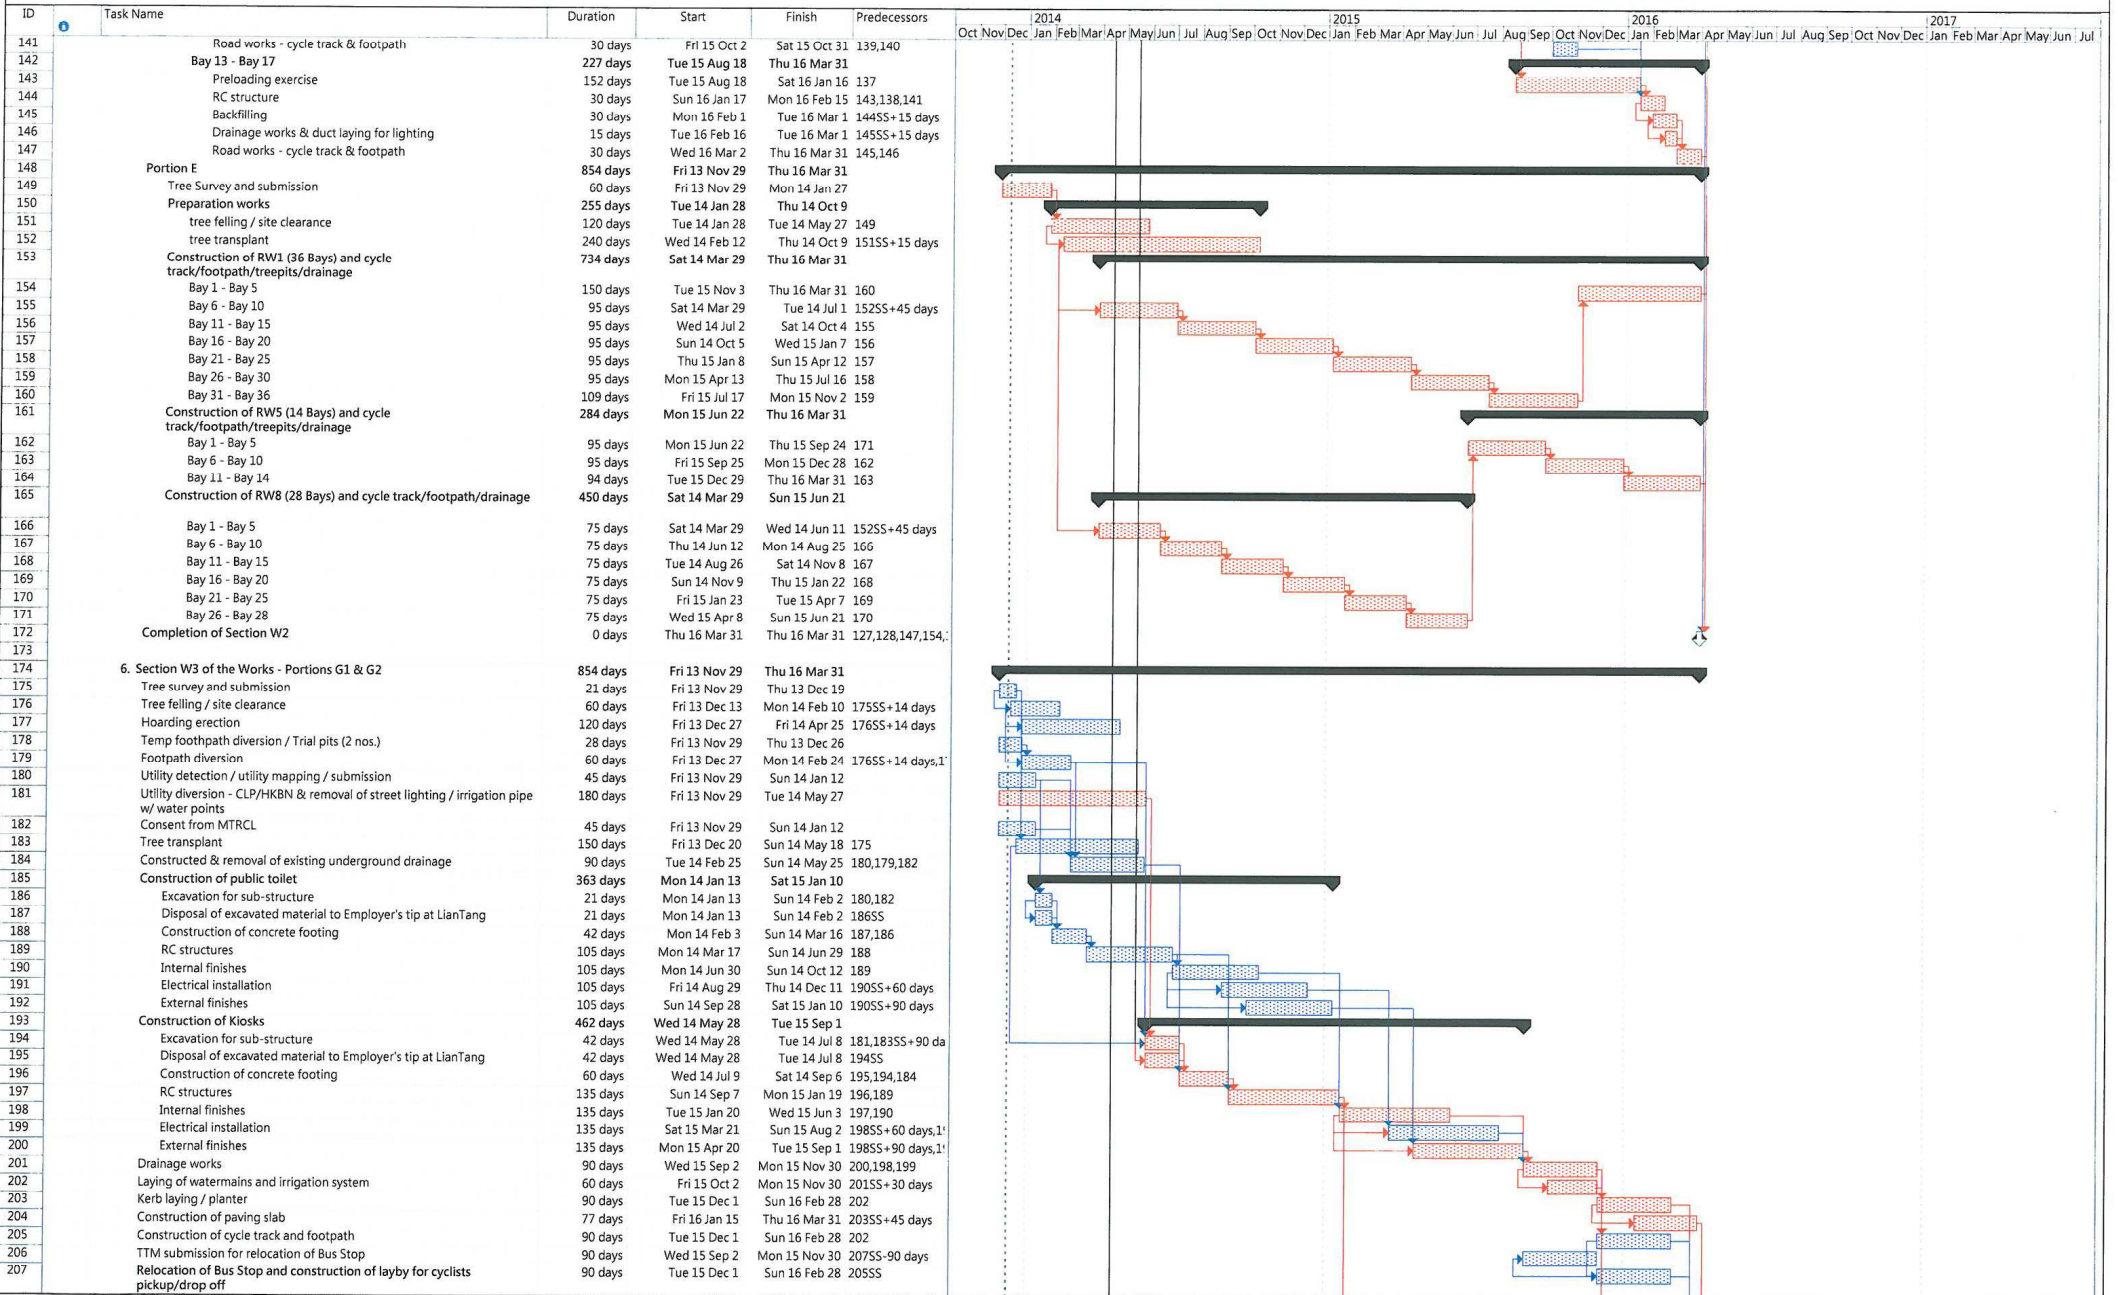 ID Task Name Duration Start Finish Predecessors 2014 2015 2016 2017
Oct Nov Dec Jan Feb Mar Apr May Jun Jul Aug Sep Oct Nov Dec Jan Feb Mar Apr May Jun Jul Aug Sep Oct Nov Dec Jan Feb Mar Apr May Jun Jul Aug Sep Oct Nov Dec Jan Feb Mar Apr May Jun Jul
141 Road works - cycle track & footpath 30 days Fri 15 Oct 2 Sat 15 Oct 31 139,140
142 Bay 13 - Bay 17 227 days Tue 15 Aug 18 Thu 16 Mar 31
143 Preloading exercise 152 days Tue 15 Aug 18 Sat 16 Jan 16 137
144 RC structure 30 days Sun 16 Jan 17 Mon 16 Feb 15 143,138,141
145 Backfilling 30 days Mon 16 Feb 1 Tue 16 Mar 1 144SS+15 days
146 Drainage works & duct laying for lighting 15 days Tue 16 Feb 16 Tue 16 Mar 1 145SS+15 days
147 Road works - cycle track & footpath 30 days Wed 16 Mar 2 Thu 16 Mar 31 145,146
148 Portion E 854 days Fri 13 Nov 29 Thu 16 Mar 31
149 Tree Survey and submission 60 days Fri 13 Nov 29 Mon 14 Jan 27
150 Preparation works 255 days Tue 14 Jan 28 Thu 14 Oct 9
151 tree felling / site clearance 120 days Tue 14 Jan 28 Tue 14 May 27 149
152 tree transplant 240 days Wed 14 Feb 12 Thu 14 Oct 9 151SS+15 days
153 Construction of RW1 (36 Bays) and cycle 734 days Sat 14 Mar 29 Thu 16 Mar 31
track/footpath/treepits/drainage
154 Bay 1 - Bay 5 150 days Tue 15 Nov 3 Thu 16 Mar 31 160
155 Bay 6 - Bay 10 95 days Sat 14 Mar 29 Tue 14 Jul 1 152SS+45 days
156 Bay 11 - Bay 15 95 days Wed 14 Jul 2 Sat 14 Oct 4 155
157 Bay 16 - Bay 20 95 days Sun 14 Oct 5 Wed 15 Jan 7 156
158 Bay 21 - Bay 25 95 days Thu 15 Jan 8 Sun 15 Apr 12 157
159 Bay 26 - Bay 30 95 days Mon 15 Apr 13 Thu 15 Jul 16 158
160 Bay 31 - Bay 36 109 days Fri 15 Jul 17 Mon 15 Nov 2 159
161 Construction of RW5 (14 Bays) and cycle 284 days Mon 15 Jun 22 Thu 16 Mar 31
track/footpath/treepits/drainage
162 Bay 1 - Bay 5 95 days Mon 15 Jun 22 Thu 15 Sep 24 171
163 Bay 6 - Bay 10 95 days Fri 15 Sep 25 Mon 15 Dec 28 162
164 Bay 11 - Bay 14 94 days Tue 15 Dec 29 Thu 16 Mar 31 163
165 Construction of RW8 (28 Bays) and cycle track/footpath/drainage 450 days Sat 14 Mar 29 Sun 15 Jun 21
166 Bay 1 - Bay 5 75 days Sat 14 Mar 29 Wed 14 Jun 11 152SS+45 days
167 Bay 6 - Bay 10 75 days Thu 14 Jun 12 Mon 14 Aug 25 166
168 Bay 11 - Bay 15 75 days Tue 14 Aug 26 Sat 14 Nov 8 167
169 Bay 16 - Bay 20 75 days Sun 14 Nov 9 Thu 15 Jan 22 168
170 Bay 21 - Bay 25 75 days Fri 15 Jan 23 Tue 15 Apr 7 169
171 Bay 26 - Bay 28 75 days Wed 15 Apr 8 Sun 15 Jun 21 170
172 Completion of Section W2 0 days Thu 16 Mar 31 Thu 16 Mar 31 127,128,147,154,
173
174 6. Section W3 of the Works - Portions G1 & G2 854 days Fri 13 Nov 29 Thu 16 Mar 31
175 Tree survey and submission 21 days Fri 13 Nov 29 Thu 13 Dec 19
176 Tree felling / site clearance 60 days Fri 13 Dec 13 Mon 14 Feb 10 175SS+14 days
177 Hoarding erection 120 days Fri 13 Dec 27 Fri 14 Apr 25 176SS+14 days
178 Temp foothpath diversion / Trial pits (2 nos.) 28 days Fri 13 Nov 29 Thu 13 Dec 26
179 Footpath diversion 60 days Fri 13 Dec 27 Mon 14 Feb 24 176SS+14 days,1
180 Utility detection / utility mapping / submission 45 days Fri 13 Nov 29 Sun 14 Jan 12
181 Utility diversion - CLP/HKBN & removal of street lighting / irrigation pipe 180 days Fri 13 Nov 29 Tue 14 May 27
w/ water points
182 Consent from MTRCL 45 days Fri 13 Nov 29 Sun 14 Jan 12
183 Tree transplant 150 days Fri 13 Dec 20 Sun 14 May 18 175
184 Constructed & removal of existing underground drainage 90 days Tue 14 Feb 25 Sun 14 May 25 180,179,182
185 Construction of public toilet 363 days Mon 14 Jan 13 Sat 15 Jan 10
186 Excavation for sub-structure 21 days Mon 14 Jan 13 Sun 14 Feb 2 180,182
187 Disposal of excavated material to Employer's tip at LianTang 21 days Mon 14 Jan 13 Sun 14 Feb 2 186SS
188 Construction of concrete footing 42 days Mon 14 Feb 3 Sun 14 Mar 16 187,186
189 RC structures 105 days Mon 14 Mar 17 Sun 14 Jun 29 188
190 Internal finishes 105 days Mon 14 Jun 30 Sun 14 Oct 12 189
191 Electrical installation 105 days Fri 14 Aug 29 Thu 14 Dec 11 190SS+60 days
192 External finishes 105 days Sun 14 Sep 28 Sat 15 Jan 10 190SS+90 days
193 Construction of Kiosks 462 days Wed 14 May 28 Tue 15 Sep 1
194 Excavation for sub-structure 42 days Wed 14 May 28 Tue 14 Jul 8 181,183SS+90 da
195 Disposal of excavated material to Employer's tip at LianTang 42 days Wed 14 May 28 Tue 14 Jul 8 194SS
196 Construction of concrete footing 60 days Wed 14 Jul 9 Sat 14 Sep 6 195,194,184
197 RC structures 135 days Sun 14 Sep 7 Mon 15 Jan 19 196,189
198 Internal finishes 135 days Tue 15 Jan 20 Wed 15 Jun 3 197,190
199 Electrical installation 135 days Sat 15 Mar 21 Sun 15 Aug 2 198SS+60 days,1
200 External finishes 135 days Mon 15 Apr 20 Tue 15 Sep 1 198SS+90 days,1
201 Drainage works 90 days Wed 15 Sep 2 Mon 15 Nov 30 200,198,199
202 Laying of watermains and irrigation system 60 days Fri 15 Oct 2 Mon 15 Nov 30 201SS+30 days
203 Kerb laying / planter 90 days Tue 15 Dec 1 Sun 16 Feb 28 202
204 Construction of paving slab 77 days Fri 16 Jan 15 Thu 16 Mar 31 203SS+45 days
205 Construction of cycle track and footpath 90 days Tue 15 Dec 1 Sun 16 Feb 28 202
206 TTM submission for relocation of Bus Stop 90 days Wed 15 Sep 2 Mon 15 Nov 30 207SS-90 days
207 Relocation of Bus Stop and construction of layby for cyclists 90 days Tue 15 Dec 1 Sun 16 Feb 28 205SS
pickup/drop off